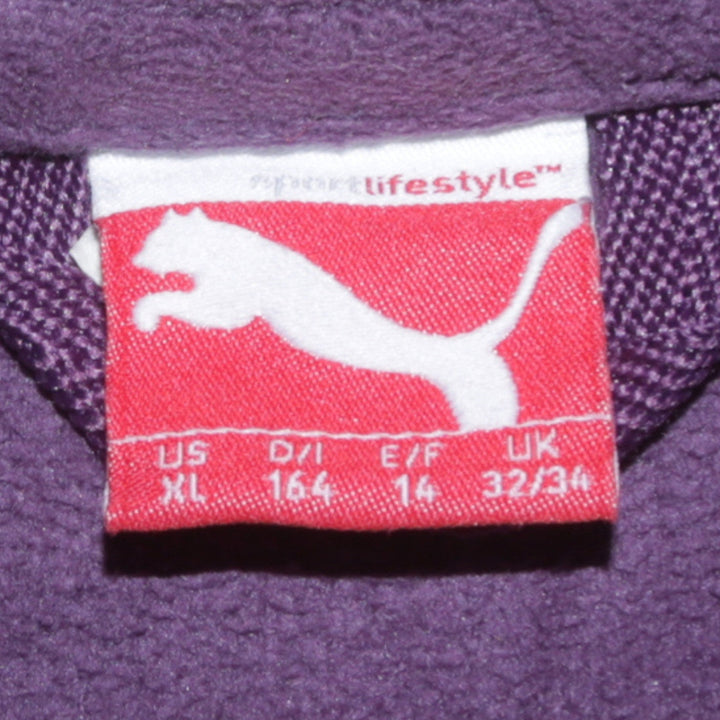 sportlifestyle™
US D/I E/F UK
XL 164 14 32/34